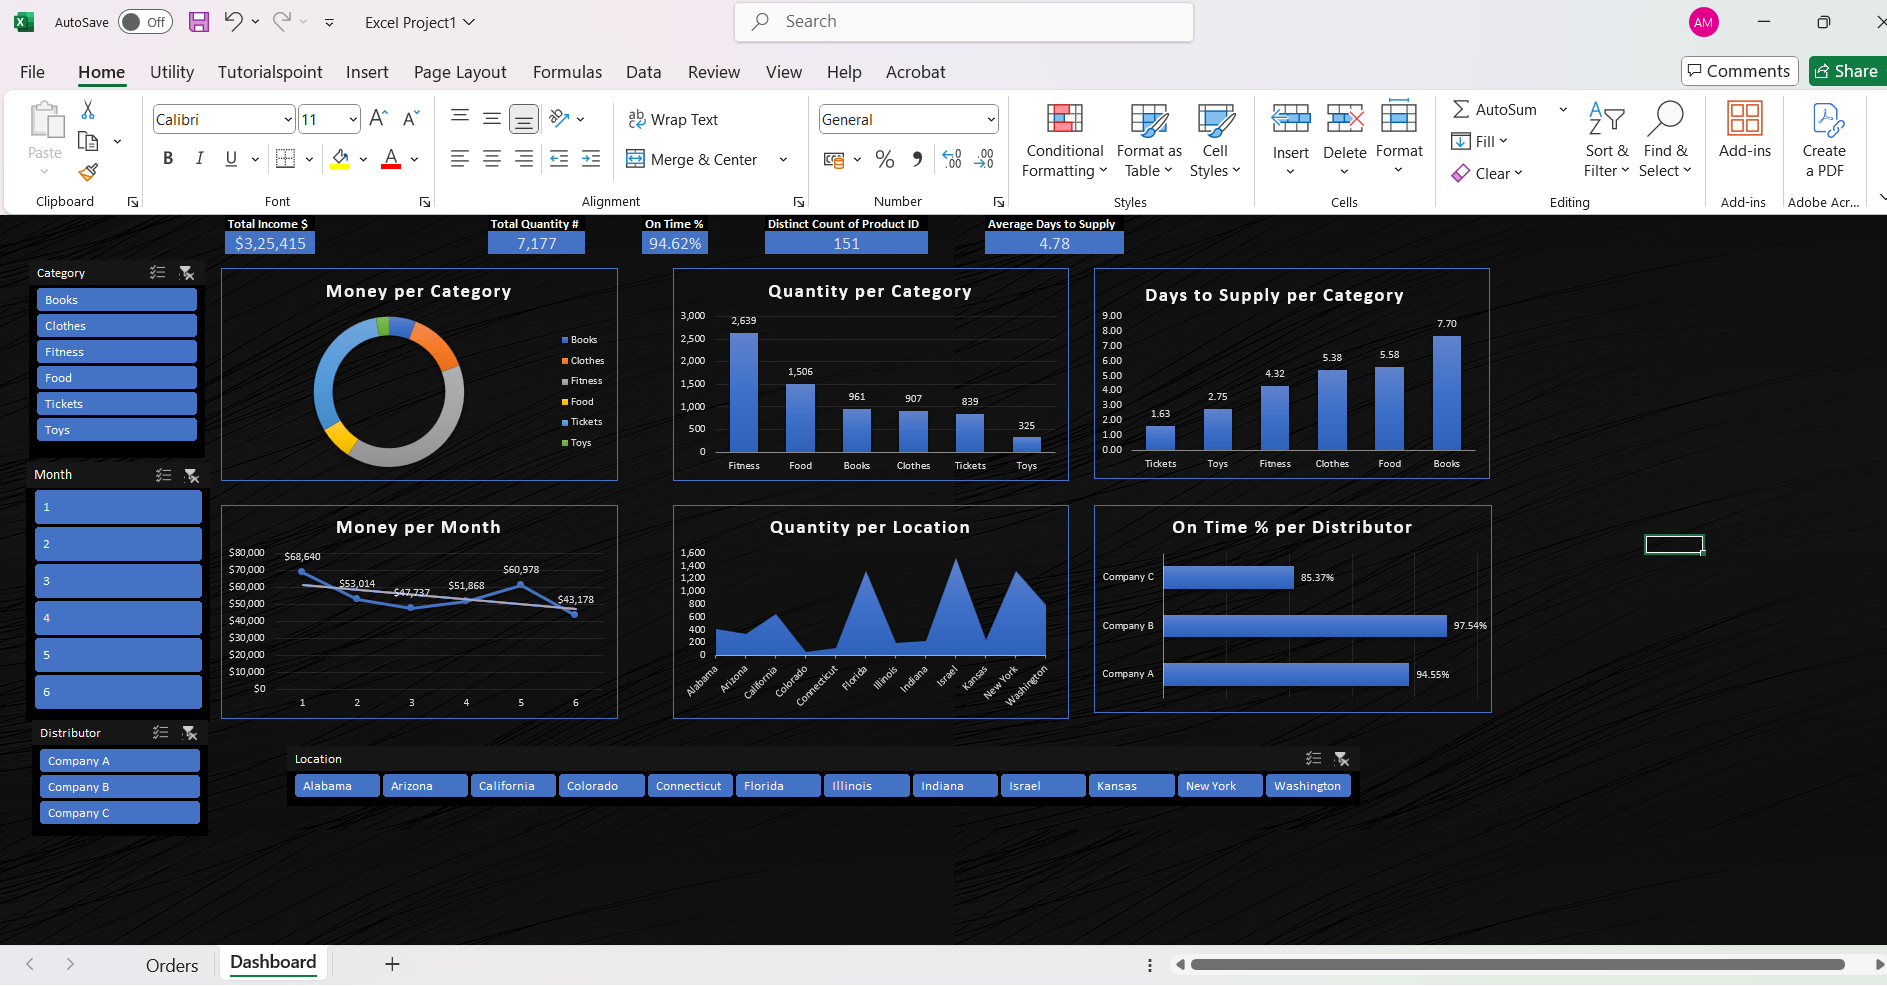 AutoSave Off Excel Project1 Search AM
File Home Utility Tutorialspoint Insert Page Layout Formulas Data Review View Help Acrobat Comments Share
Paste
Clipboard
Calibri 11
B I U
Font
ab Wrap Text
Merge & Center
Alignment
General
Number
Conditional Formatting
Format as Table
Cell Styles
Styles
Insert Delete Format
Cells
AutoSum
Fill
Clear
Sort & Filter
Find & Select
Editing
Add-ins
Add-ins
Create a PDF
Adobe Acr...
Total Income $ Total Quantity # On Time % Distinct Count of Product ID Average Days to Supply
$3,25,415 7,177 94.62% 151 4.78
Category
Books
Clothes
Fitness
Food
Tickets
Toys
Month
1
2
3
4
5
6
Distributor
Company A
Company B
Company C
Money per Category
Books
Clothes
Fitness
Food
Tickets
Toys
Quantity per Category
3,000
2,500
2,000
1,500
1,000
500
0
2,639 1,506 961 907 839 325
Fitness Food Books Clothes Tickets Toys
Days to Supply per Category
9.00
8.00
7.00
6.00
5.00
4.00
3.00
2.00
1.00
0.00
1.63 2.75 4.32 5.38 5.58 7.70
Tickets Toys Fitness Clothes Food Books
Money per Month
$80,000
$70,000
$60,000
$50,000
$40,000
$30,000
$20,000
$10,000
$0
$68,640 $53,014 $47,737 $51,868 $60,978 $43,178
1 2 3 4 5 6
Quantity per Location
1,600
1,400
1,200
1,000
800
600
400
200
0
Alabama Arizona California Colorado Connecticut Florida Illinois Indiana Israel Kansas New York Washington
On Time % per Distributor
Company C 85.37%
Company B 97.54%
Company A 94.55%
Location
Alabama Arizona California Colorado Connecticut Florida Illinois Indiana Israel Kansas New York Washington
Orders Dashboard